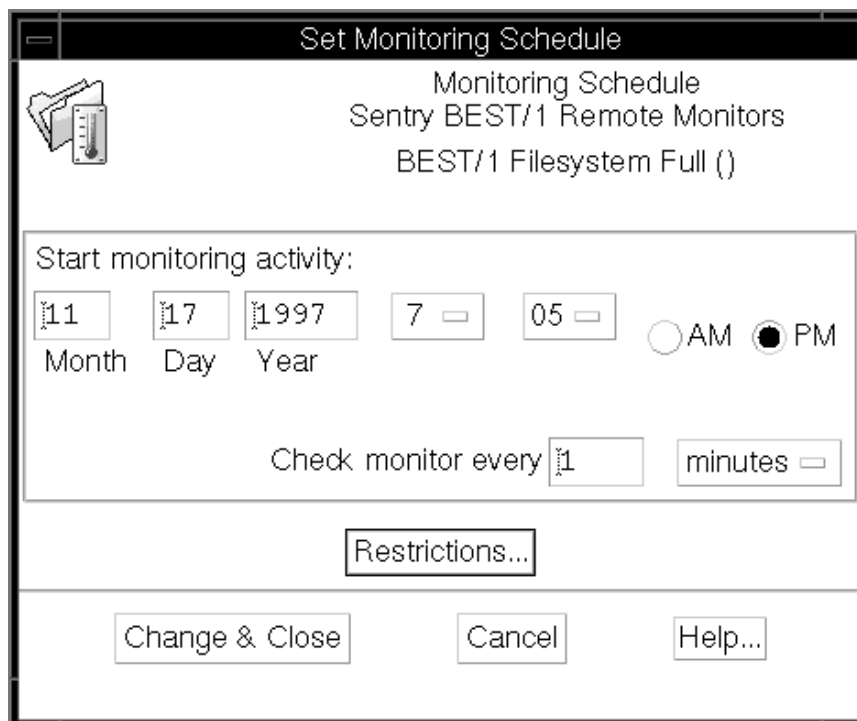 Set Monitoring Schedule
Monitoring Schedule
Sentry BEST/1 Remote Monitors
BEST/1 Filesystem Full ()
Start monitoring activity:
11 17 1997 7 05 AM PM
Month Day Year
Check monitor every 1 minutes
Restrictions...
Change & Close Cancel Help...